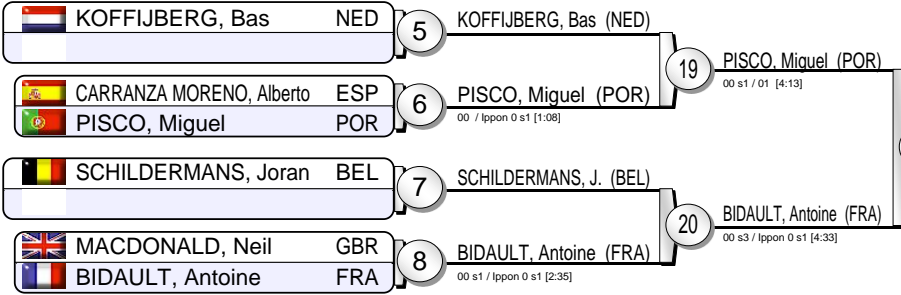 KOFFIJBERG, Bas NED
5
KOFFIJBERG, Bas (NED)
CARRANZA MORENO, Alberto ESP
PISCO, Miguel POR
6
PISCO, Miguel (POR)
00 / Ippon 0 s1 [1:08]
19
PISCO, Miguel (POR)
00 s1 / 01 [4:13]
SCHILDERMANS, Joran BEL
7
SCHILDERMANS, J. (BEL)
MACDONALD, Neil GBR
BIDAULT, Antoine FRA
8
BIDAULT, Antoine (FRA)
00 s1 / Ippon 0 s1 [2:35]
20
BIDAULT, Antoine (FRA)
00 s3 / Ippon 0 s1 [4:33]